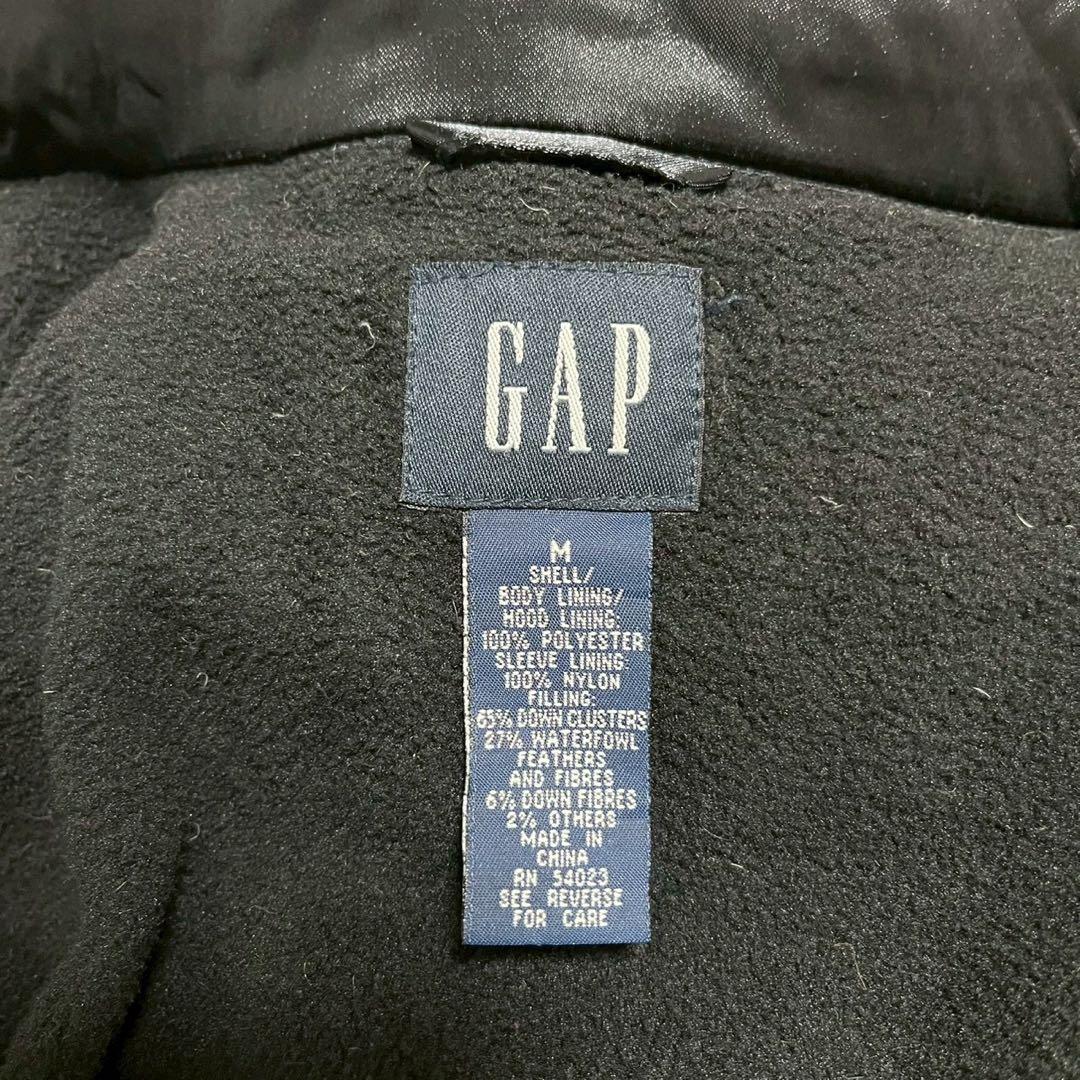 GAP
M
SHELL/
BODY LINING/
HOOD LINING:
100% POLYESTER
SLEEVE LINING:
100% NYLON
FILLING:
65% DOWN CLUSTERS
27% WATERFOWL
FEATHERS
AND FIBRES
6% DOWN FIBRES
2% OTHERS
MADE IN
CHINA
RN 54023
SEE REVERSE
FOR CARE